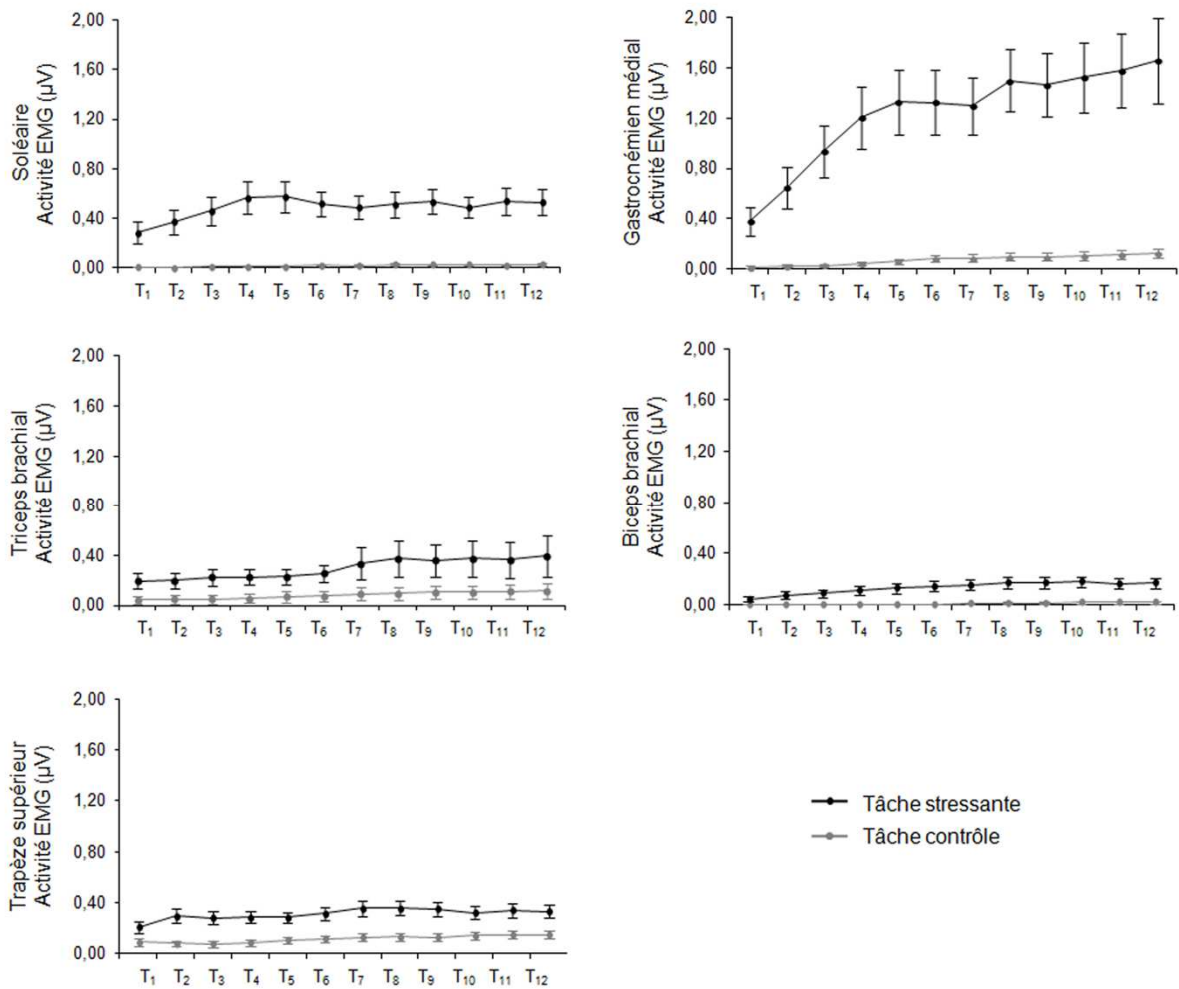 Soléaire
Activité EMG (µV)
2,00
1,60
1,20
0,80
0,40
0,00
T1 T2 T3 T4 T5 T6 T7 T8 T9 T10 T11 T12
Gastrocnémien médial
Activité EMG (µV)
2,00
1,60
1,20
0,80
0,40
0,00
T1 T2 T3 T4 T5 T6 T7 T8 T9 T10 T11 T12
Triceps brachial
Activité EMG (µV)
2,00
1,60
1,20
0,80
0,40
0,00
T1 T2 T3 T4 T5 T6 T7 T8 T9 T10 T11 T12
Biceps brachial
Activité EMG (µV)
2,00
1,60
1,20
0,80
0,40
0,00
T1 T2 T3 T4 T5 T6 T7 T8 T9 T10 T11 T12
Trapèze supérieur
Activité EMG (µV)
2,00
1,60
1,20
0,80
0,40
0,00
T1 T2 T3 T4 T5 T6 T7 T8 T9 T10 T11 T12
Tâche stressante
Tâche contrôle